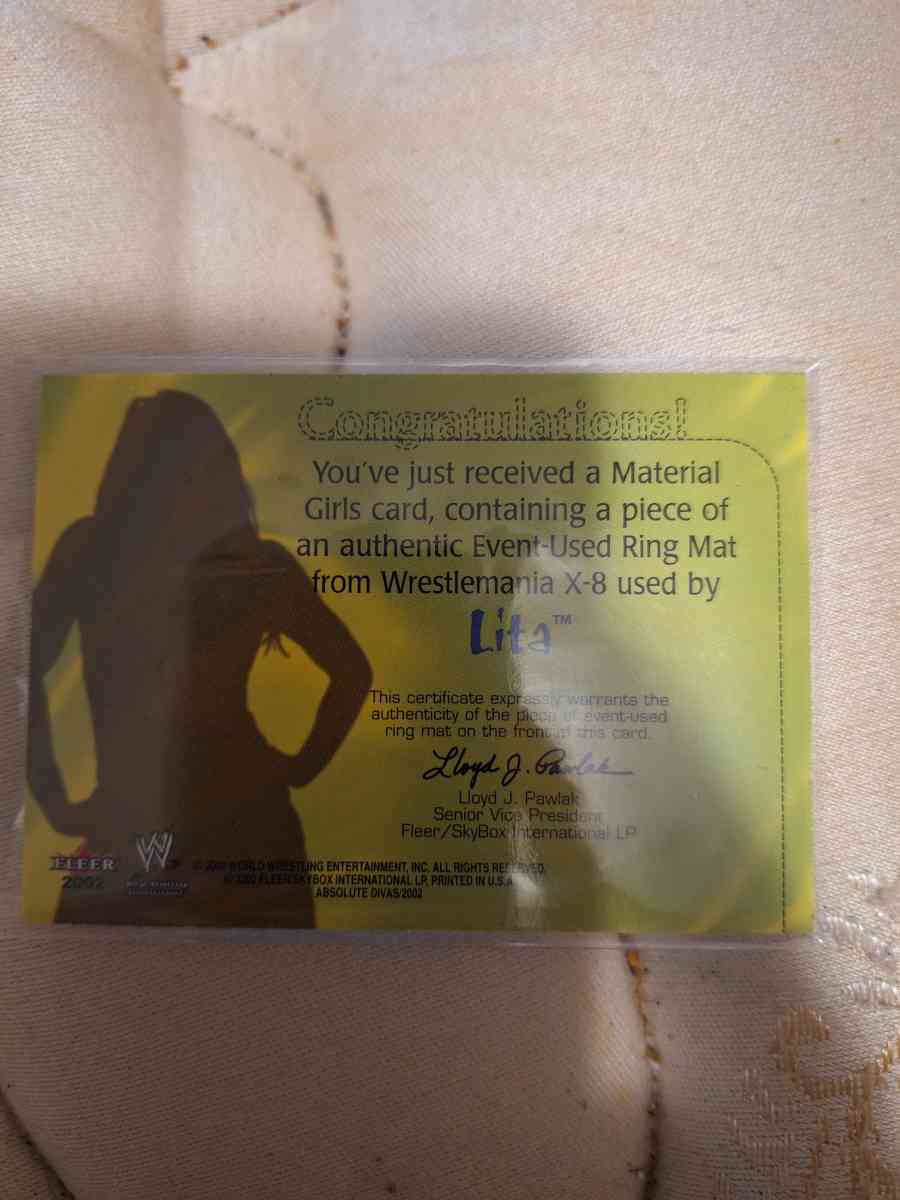 Congratulations!
You've just received a Material
Girls card, containing a piece of
an authentic Event-Used Ring Mat
from Wrestlemania X-8 used by
Lita™
This certificate expressly warrants the
authenticity of the piece of event-used
ring mat on the front of this card.
Lloyd J. Pawlak
Lloyd J. Pawlak
Senior Vice President
Fleer/SkyBox International LP
FLEER
2002
W
© 2002 WORLD WRESTLING ENTERTAINMENT, INC. ALL RIGHTS RESERVED.
© 2002 FLEER/SKYBOX INTERNATIONAL LP, PRINTED IN U.S.A.
ABSOLUTE DIVAS/2002